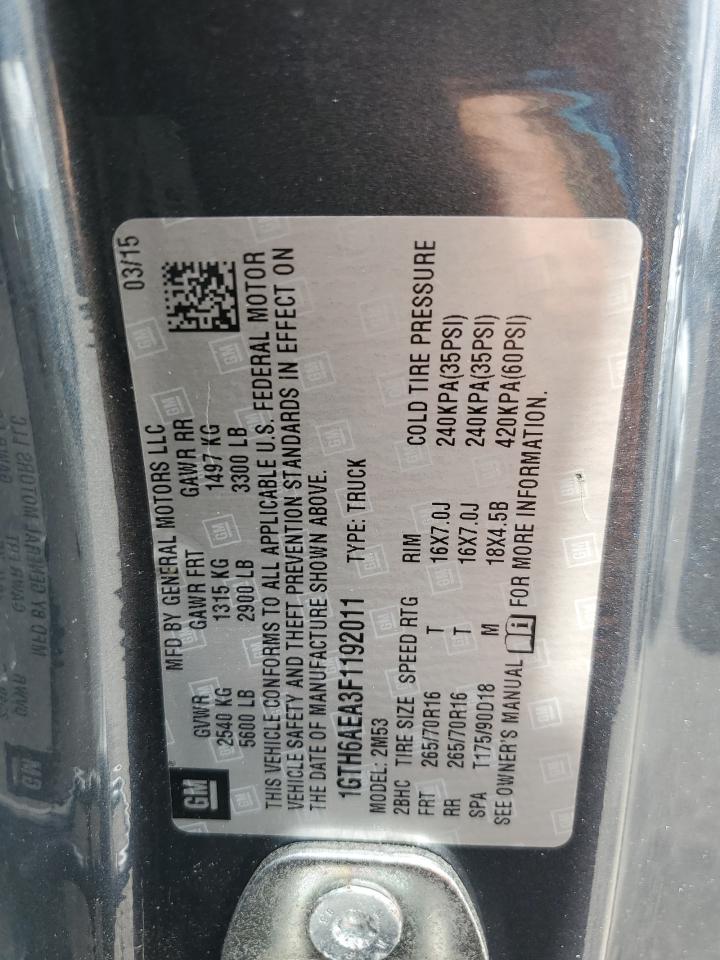 MFD BY GENERAL MOTORS LLC 03/15
GVWR GAWR FRT GAWR RR
2540 KG 1315 KG 1497 KG
5600 LB 2900 LB 3300 LB
GM
THIS VEHICLE CONFORMS TO ALL APPLICABLE U.S. FEDERAL MOTOR
VEHICLE SAFETY AND THEFT PREVENTION STANDARDS IN EFFECT ON
THE DATE OF MANUFACTURE SHOWN ABOVE.
1GTH6AEA3F1192011 TYPE: TRUCK
MODEL: 2M53
2BHC TIRE SIZE SPEED RTG RIM COLD TIRE PRESSURE
FRT 265/70R16 T 16X7.0J 240KPA(35PSI)
RR 265/70R16 T 16X7.0J 240KPA(35PSI)
SPA T175/90D18 M 18X4.5B 420KPA(60PSI)
SEE OWNER'S MANUAL i FOR MORE INFORMATION.